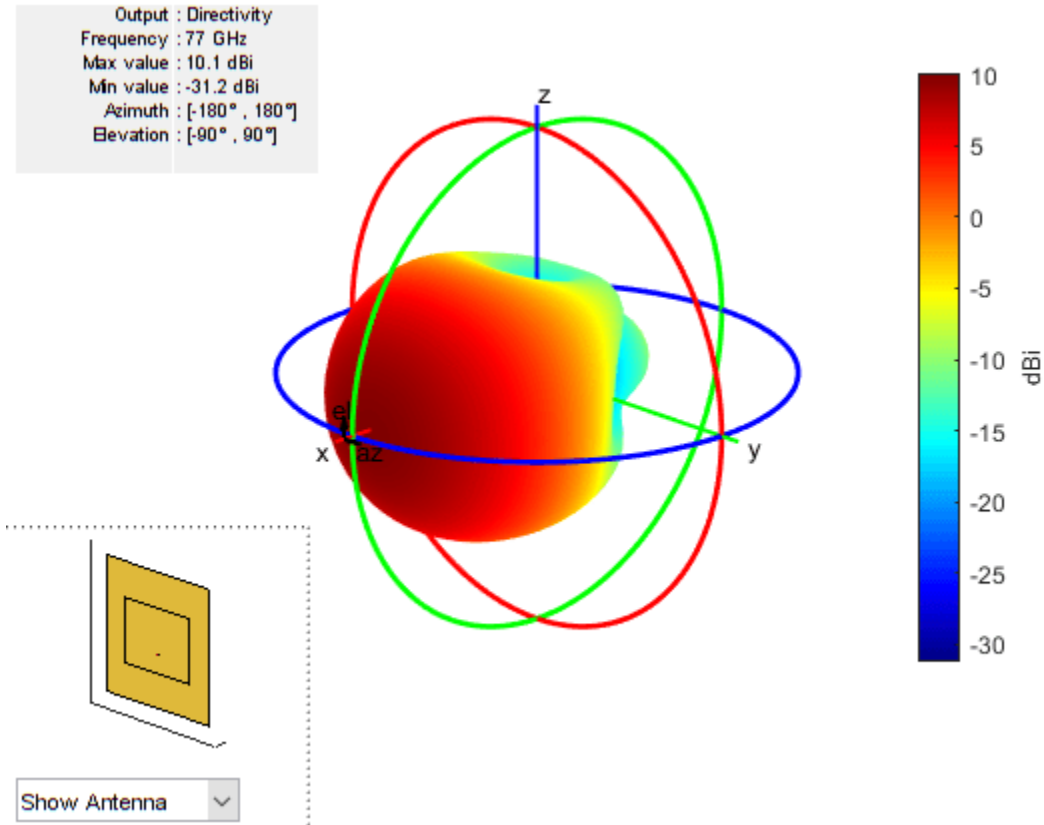 Output : Directivity
Frequency : 77 GHz
Max value : 10.1 dBi
Min value : -31.2 dBi
Azimuth : [-180° , 180°]
Elevation : [-90° , 90°]
z
el
x
az
y
10
5
0
-5
-10
-15
-20
-25
-30
dBi
Show Antenna